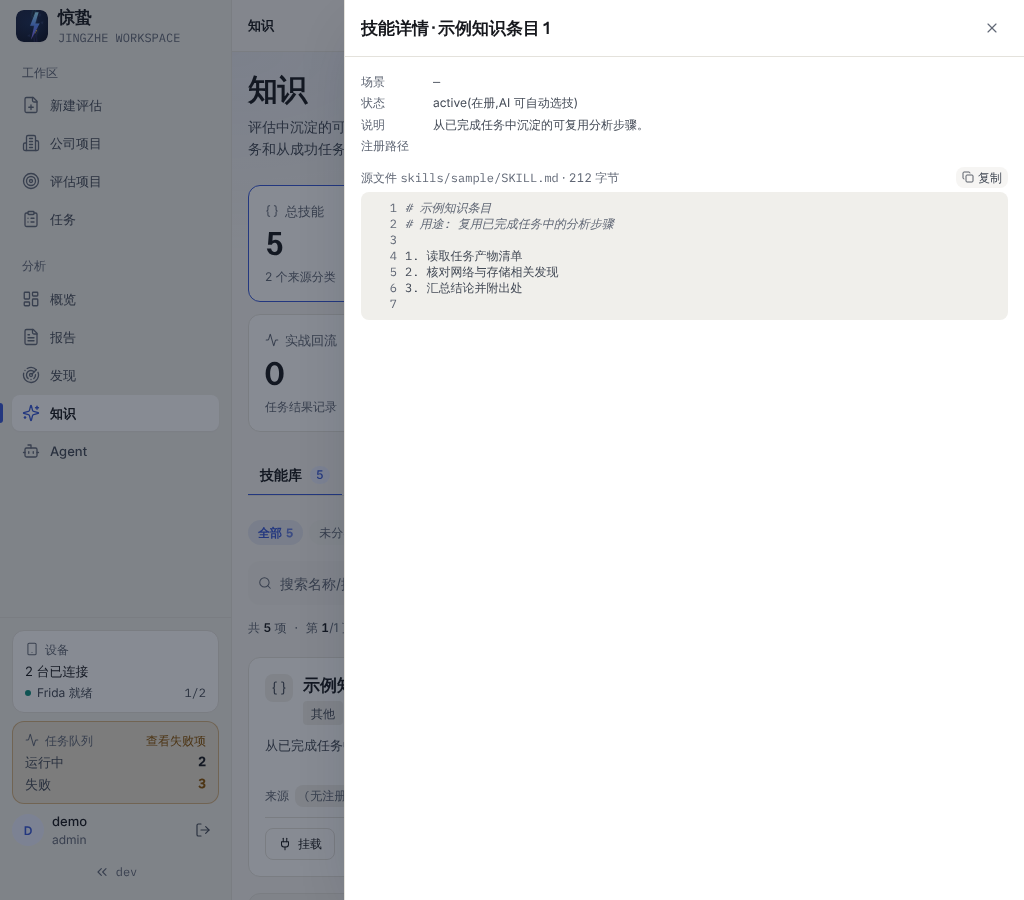 惊蛰
JINGZHE WORKSPACE
工作区
新建评估
公司项目
评估项目
任务
分析
概览
报告
发现
知识
Agent
设备
2 台已连接
Frida 就绪 1/2
任务队列 查看失败项
运行中 2
失败 3
D
demo
admin
dev
知识
知识
评估中沉淀的可
务和从成功任务
总技能
5
2 个来源分类
实战回流
0
任务结果记录
技能库 5
全部 5 未分
搜索名称/
共 5 项 · 第 1/1
示例
其他
从已完成任务
来源 (无注册
挂载
技能详情·示例知识条目 1
场景 —
状态 active(在册,AI 可自动选技)
说明 从已完成任务中沉淀的可复用分析步骤。
注册路径
源文件 skills/sample/SKILL.md · 212 字节 复制
1 # 示例知识条目
2 # 用途: 复用已完成任务中的分析步骤
3
4 1. 读取任务产物清单
5 2. 核对网络与存储相关发现
6 3. 汇总结论并附出处
7